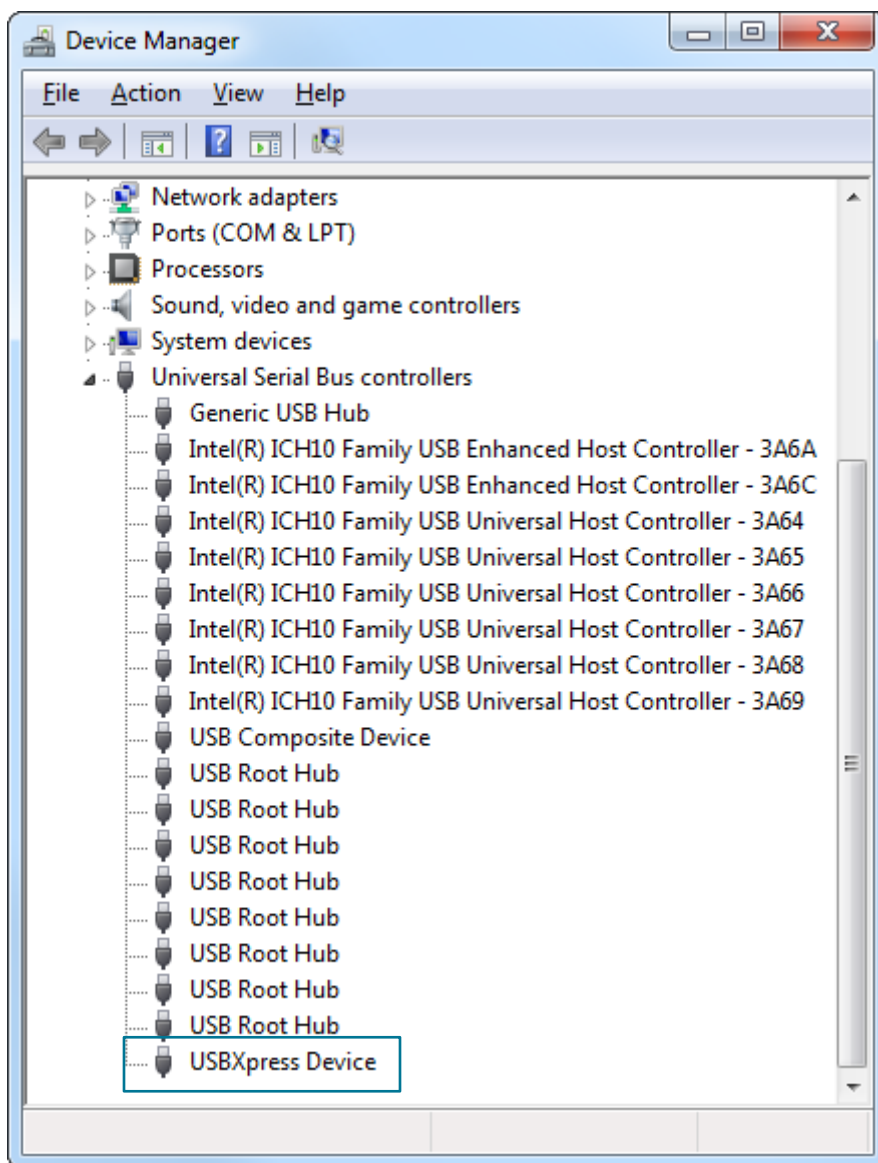 Device Manager
File Action View Help
Network adapters
Ports (COM & LPT)
Processors
Sound, video and game controllers
System devices
Universal Serial Bus controllers
Generic USB Hub
Intel(R) ICH10 Family USB Enhanced Host Controller - 3A6A
Intel(R) ICH10 Family USB Enhanced Host Controller - 3A6C
Intel(R) ICH10 Family USB Universal Host Controller - 3A64
Intel(R) ICH10 Family USB Universal Host Controller - 3A65
Intel(R) ICH10 Family USB Universal Host Controller - 3A66
Intel(R) ICH10 Family USB Universal Host Controller - 3A67
Intel(R) ICH10 Family USB Universal Host Controller - 3A68
Intel(R) ICH10 Family USB Universal Host Controller - 3A69
USB Composite Device
USB Root Hub
USB Root Hub
USB Root Hub
USB Root Hub
USB Root Hub
USB Root Hub
USB Root Hub
USB Root Hub
USBXpress Device